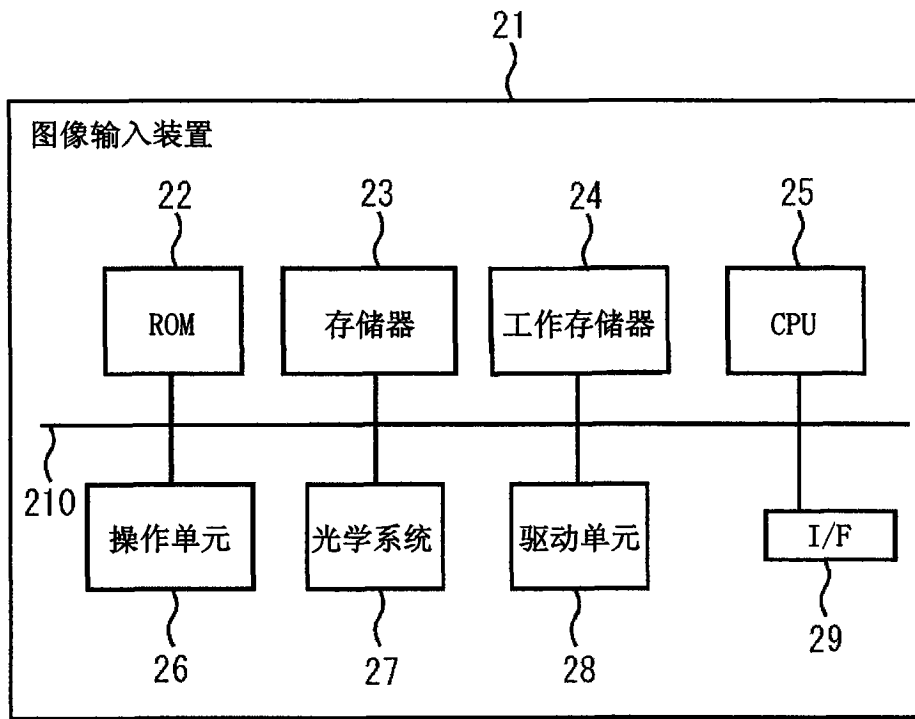 21
图像输入装置
22
23
24
25
ROM
存储器
工作存储器
CPU
210
操作单元
光学系统
驱动单元
I/F
26
27
28
29